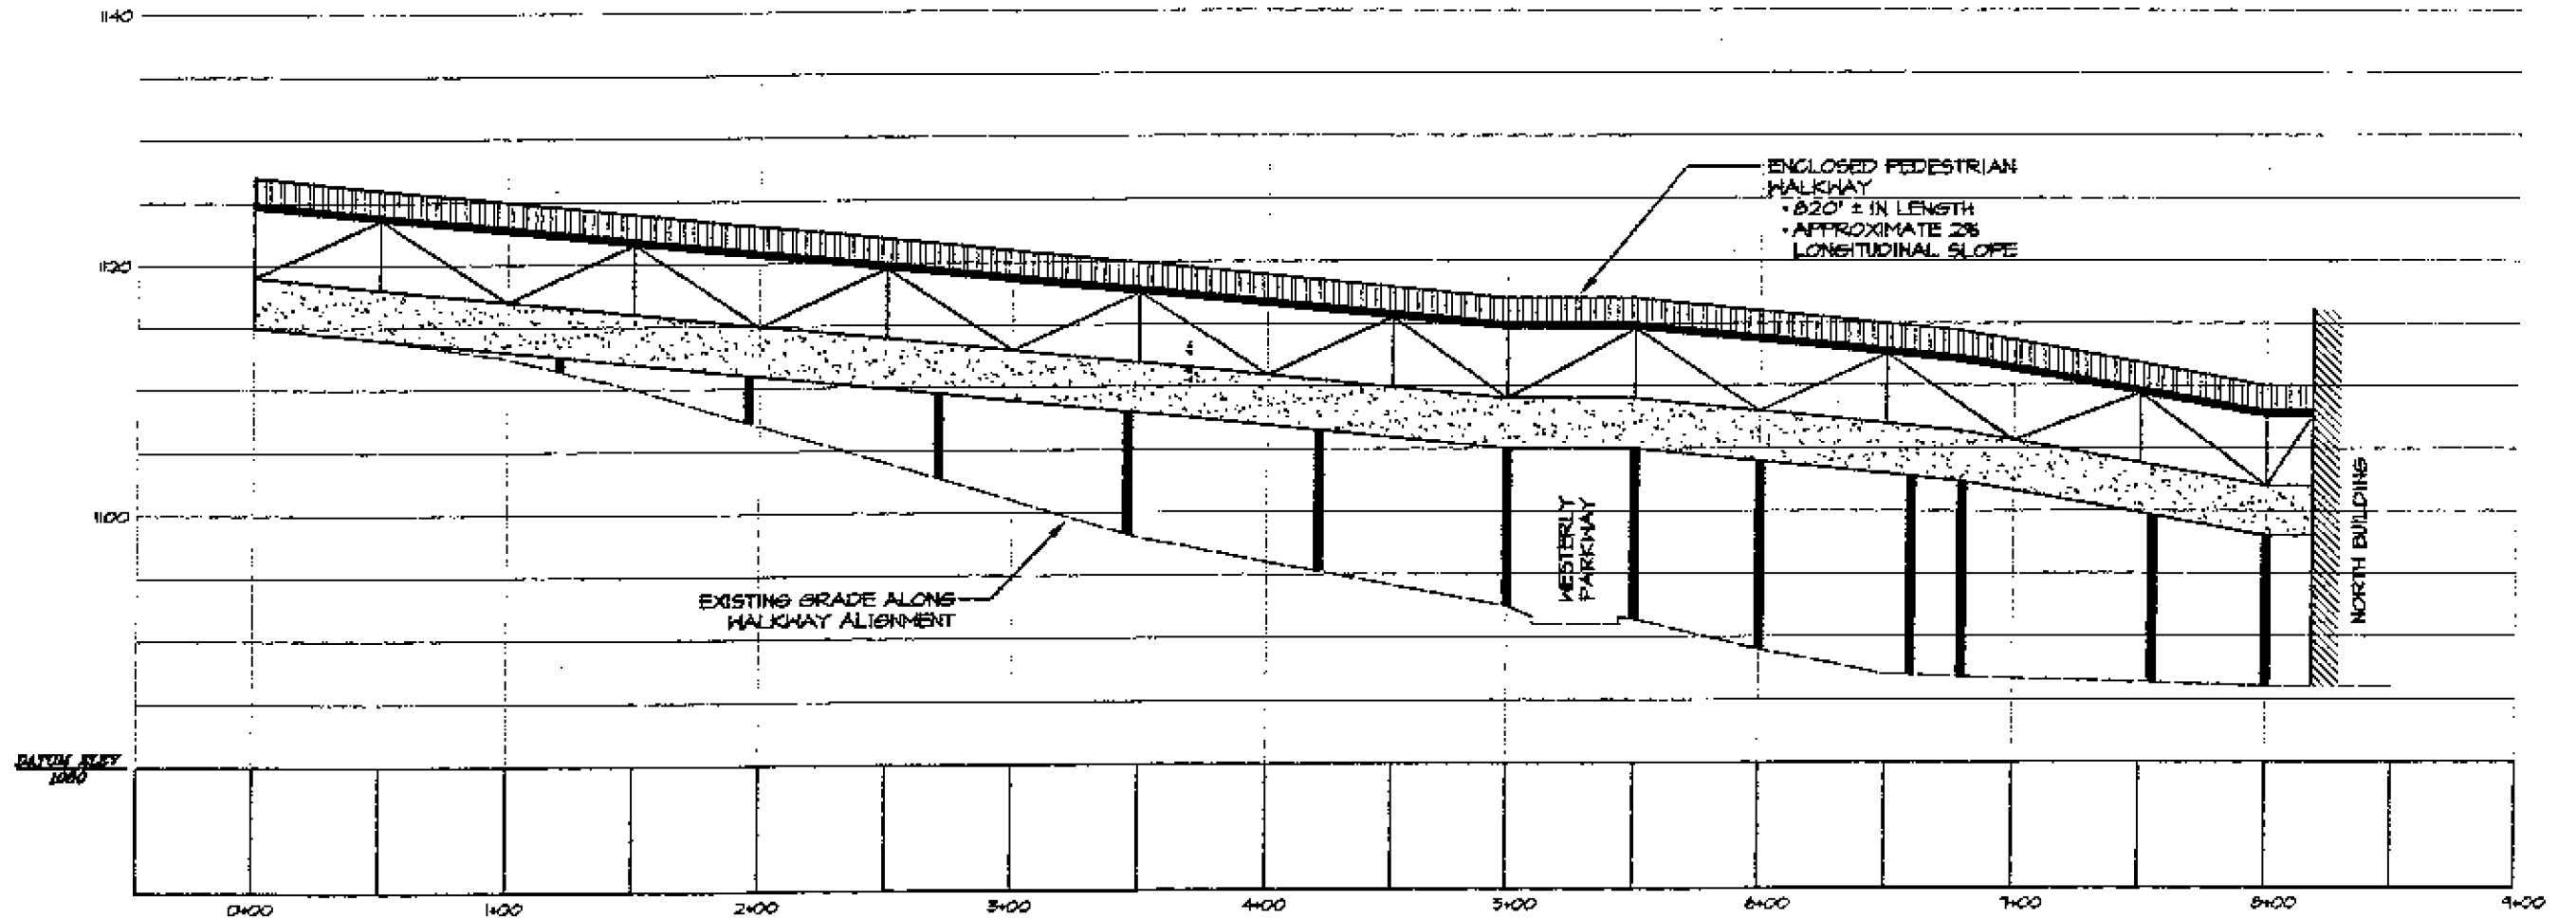 1140
ENCLOSED PEDESTRIAN
WALKWAY
• 820' ± IN LENGTH
• APPROXIMATE 2%
LONGITUDINAL SLOPE
1120
1100
WESTERLY
PARKWAY
NORTH BUILDING
EXISTING GRADE ALONG
WALKWAY ALIGNMENT
DATUM ELEV
1080
0+00 1+00 2+00 3+00 4+00 5+00 6+00 7+00 8+00 9+00